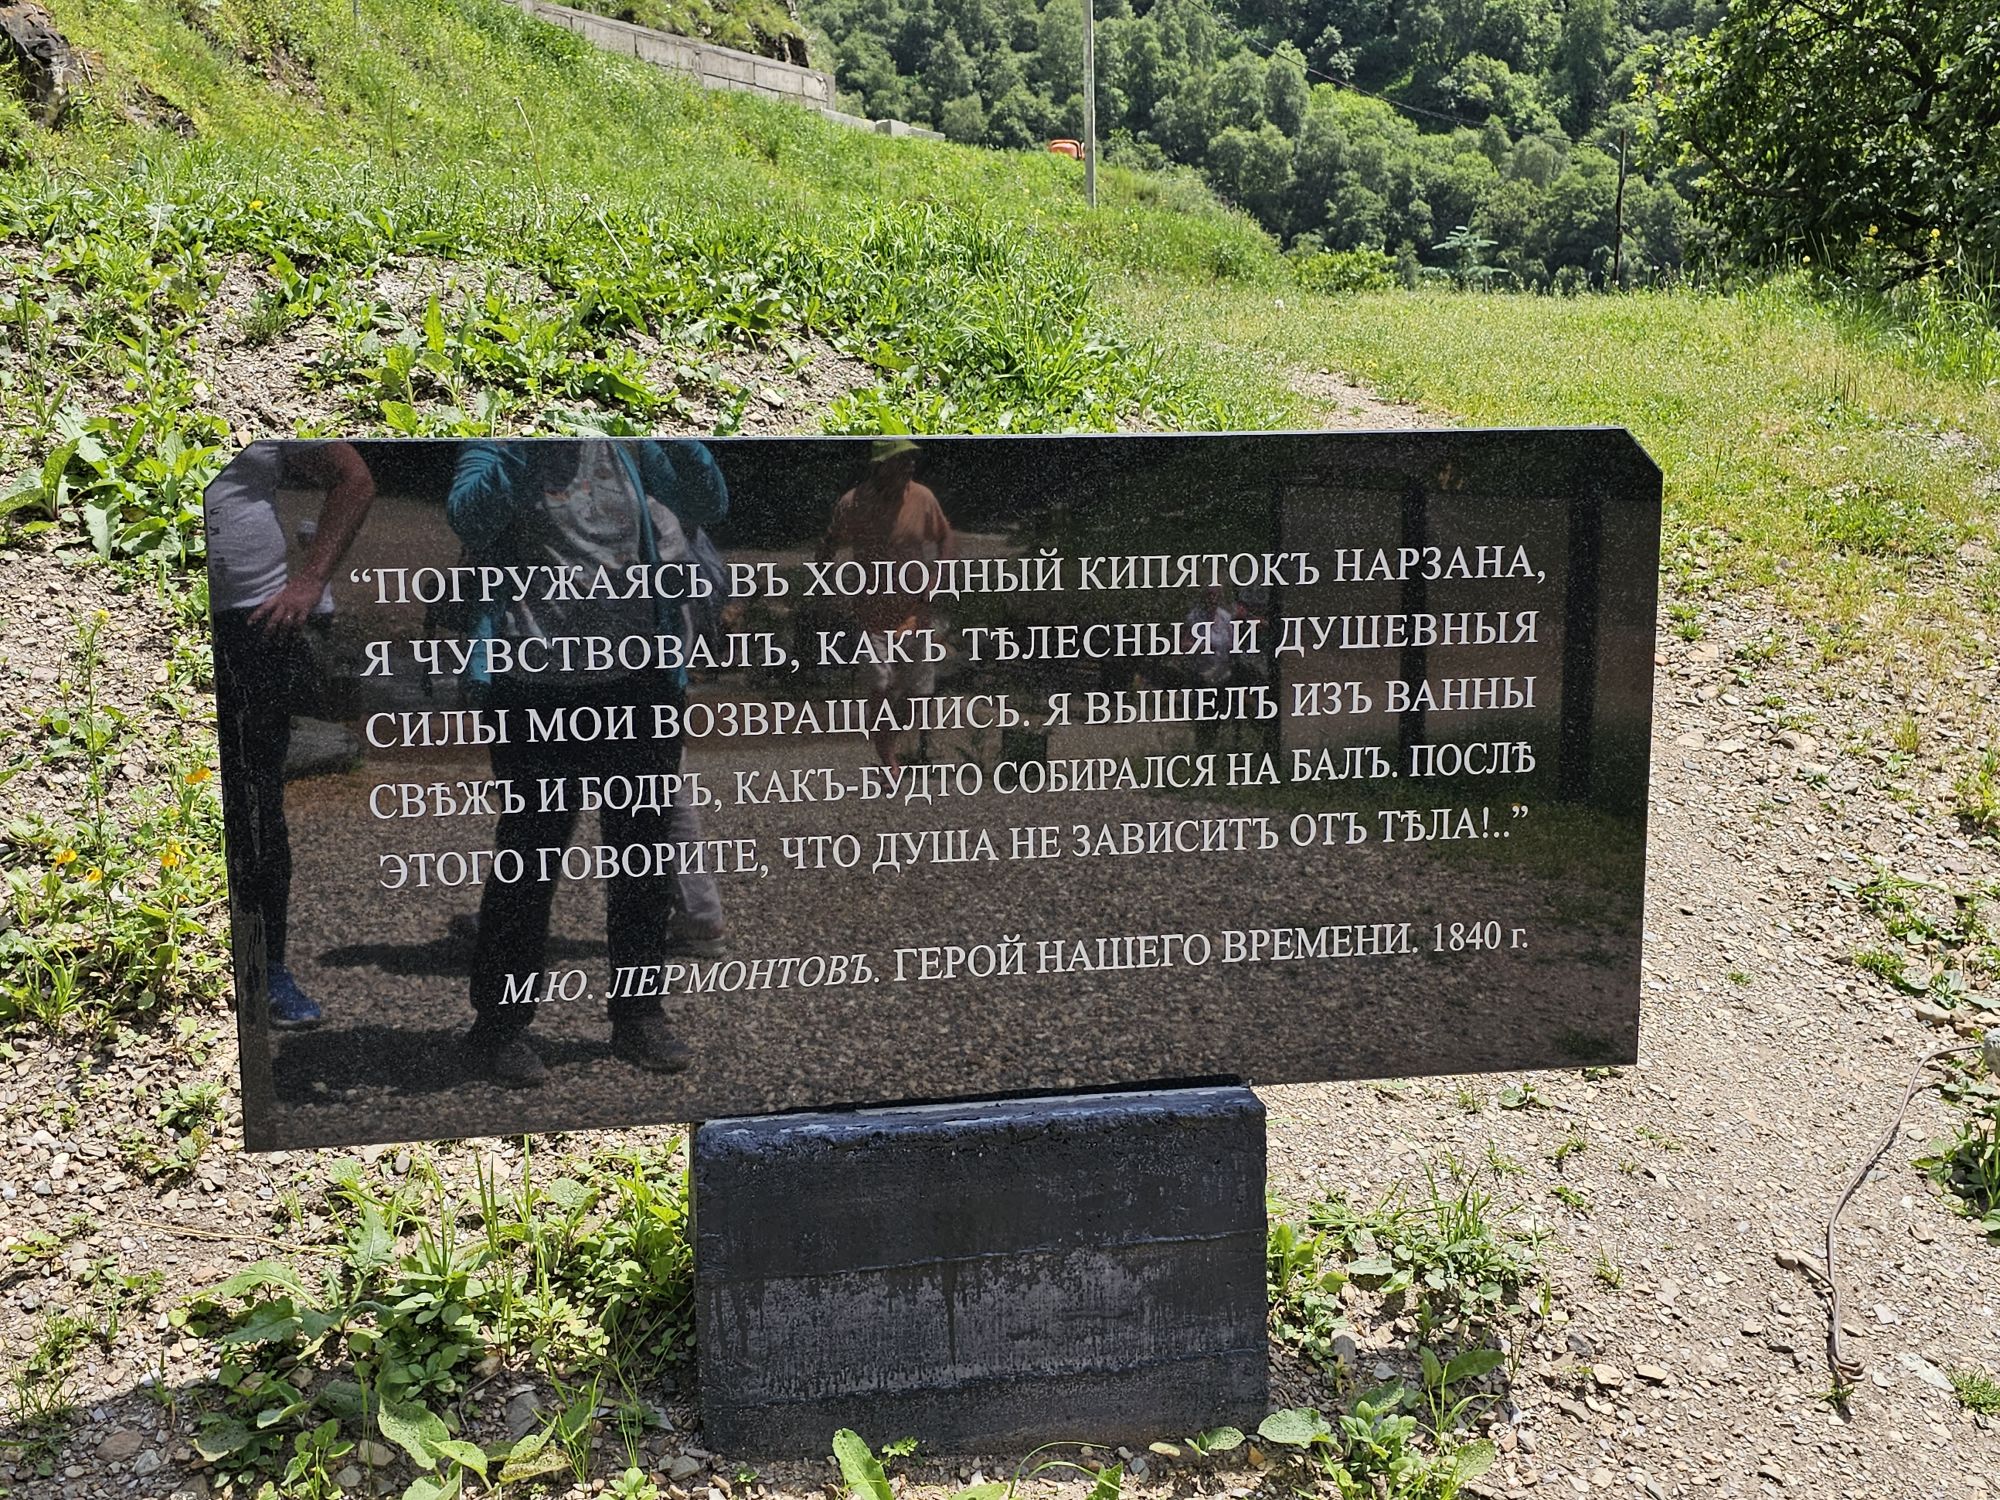 “ПОГРУЖАЯСЬ ВЪ ХОЛОДНЫЙ КИПЯТОКЪ НАРЗАНА,
Я ЧУВСТВОВАЛЪ, КАКЪ ТѢЛЕСНЫЯ И ДУШЕВНЫЯ
СИЛЫ МОИ ВОЗВРАЩАЛИСЬ. Я ВЫШЕЛЪ ИЗЪ ВАННЫ
СВѢЖЪ И БОДРЪ, КАКЪ-БУДТО СОБИРАЛСЯ НА БАЛЪ. ПОСЛѢ
ЭТОГО ГОВОРИТЕ, ЧТО ДУША НЕ ЗАВИСИТЪ ОТЪ ТѢЛА!..”
М.Ю. ЛЕРМОНТОВЪ. ГЕРОЙ НАШЕГО ВРЕМЕНИ. 1840 г.